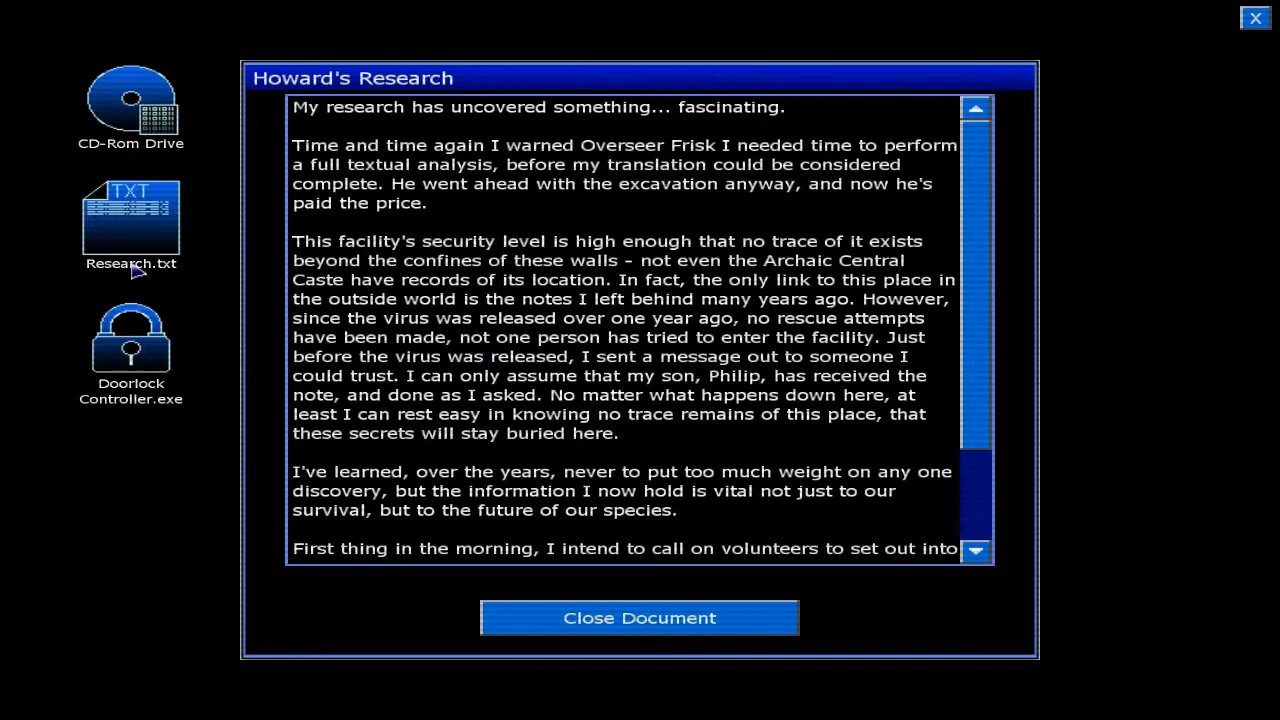 X
CD-Rom Drive
TXT
Research.txt
Doorlock
Controller.exe
Howard's Research
My research has uncovered something... fascinating.
Time and time again I warned Overseer Frisk I needed time to perform
a full textual analysis, before my translation could be considered
complete. He went ahead with the excavation anyway, and now he's
paid the price.
This facility's security level is high enough that no trace of it exists
beyond the confines of these walls - not even the Archaic Central
Caste have records of its location. In fact, the only link to this place in
the outside world is the notes I left behind many years ago. However,
since the virus was released over one year ago, no rescue attempts
have been made, not one person has tried to enter the facility. Just
before the virus was released, I sent a message out to someone I
could trust. I can only assume that my son, Philip, has received the
note, and done as I asked. No matter what happens down here, at
least I can rest easy in knowing no trace remains of this place, that
these secrets will stay buried here.
I've learned, over the years, never to put too much weight on any one
discovery, but the information I now hold is vital not just to our
survival, but to the future of our species.
First thing in the morning, I intend to call on volunteers to set out into
Close Document